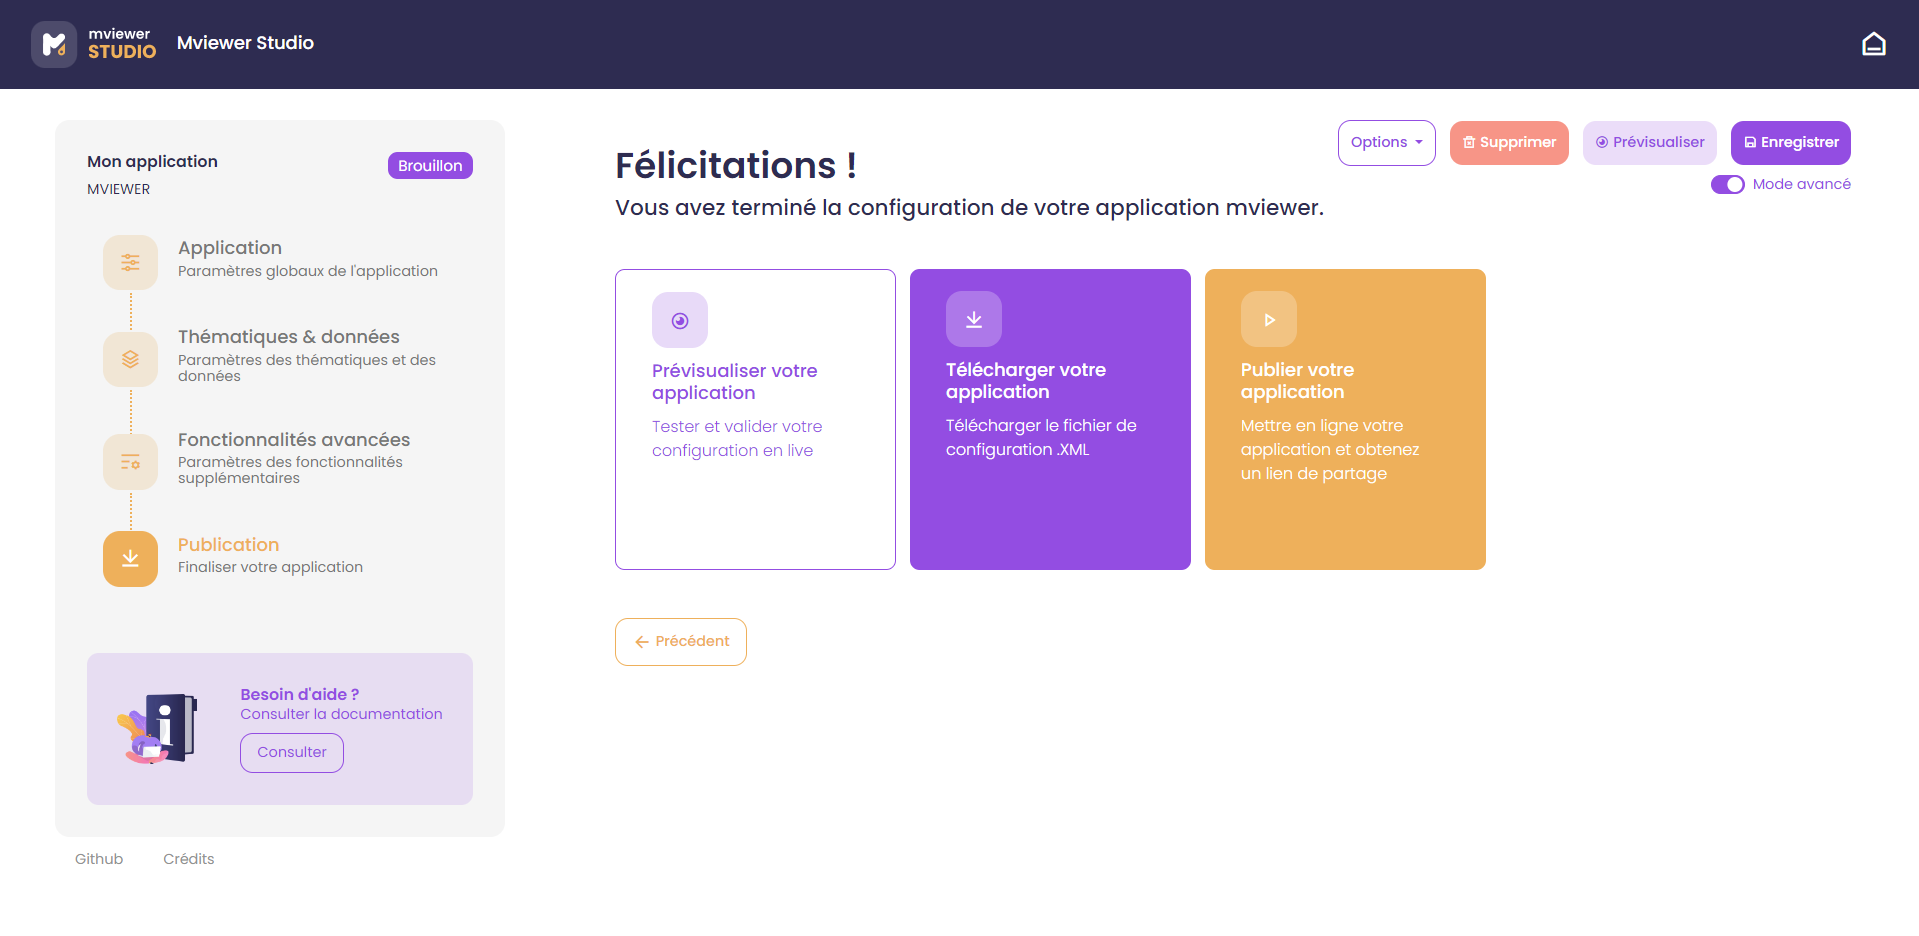 mviewer
STUDIO
Mviewer Studio
Mon application
Brouillon
MVIEWER
Application
Paramètres globaux de l'application
Thématiques & données
Paramètres des thématiques et des
données
Fonctionnalités avancées
Paramètres des fonctionnalités
supplémentaires
Publication
Finaliser votre application
Besoin d'aide ?
Consulter la documentation
Consulter
Github
Crédits
Options
Supprimer
Prévisualiser
Enregistrer
Mode avancé
Félicitations !
Vous avez terminé la configuration de votre application mviewer.
Prévisualiser votre
application
Tester et valider votre
configuration en live
Télécharger votre
application
Télécharger le fichier de
configuration .XML
Publier votre
application
Mettre en ligne votre
application et obtenez
un lien de partage
Précédent